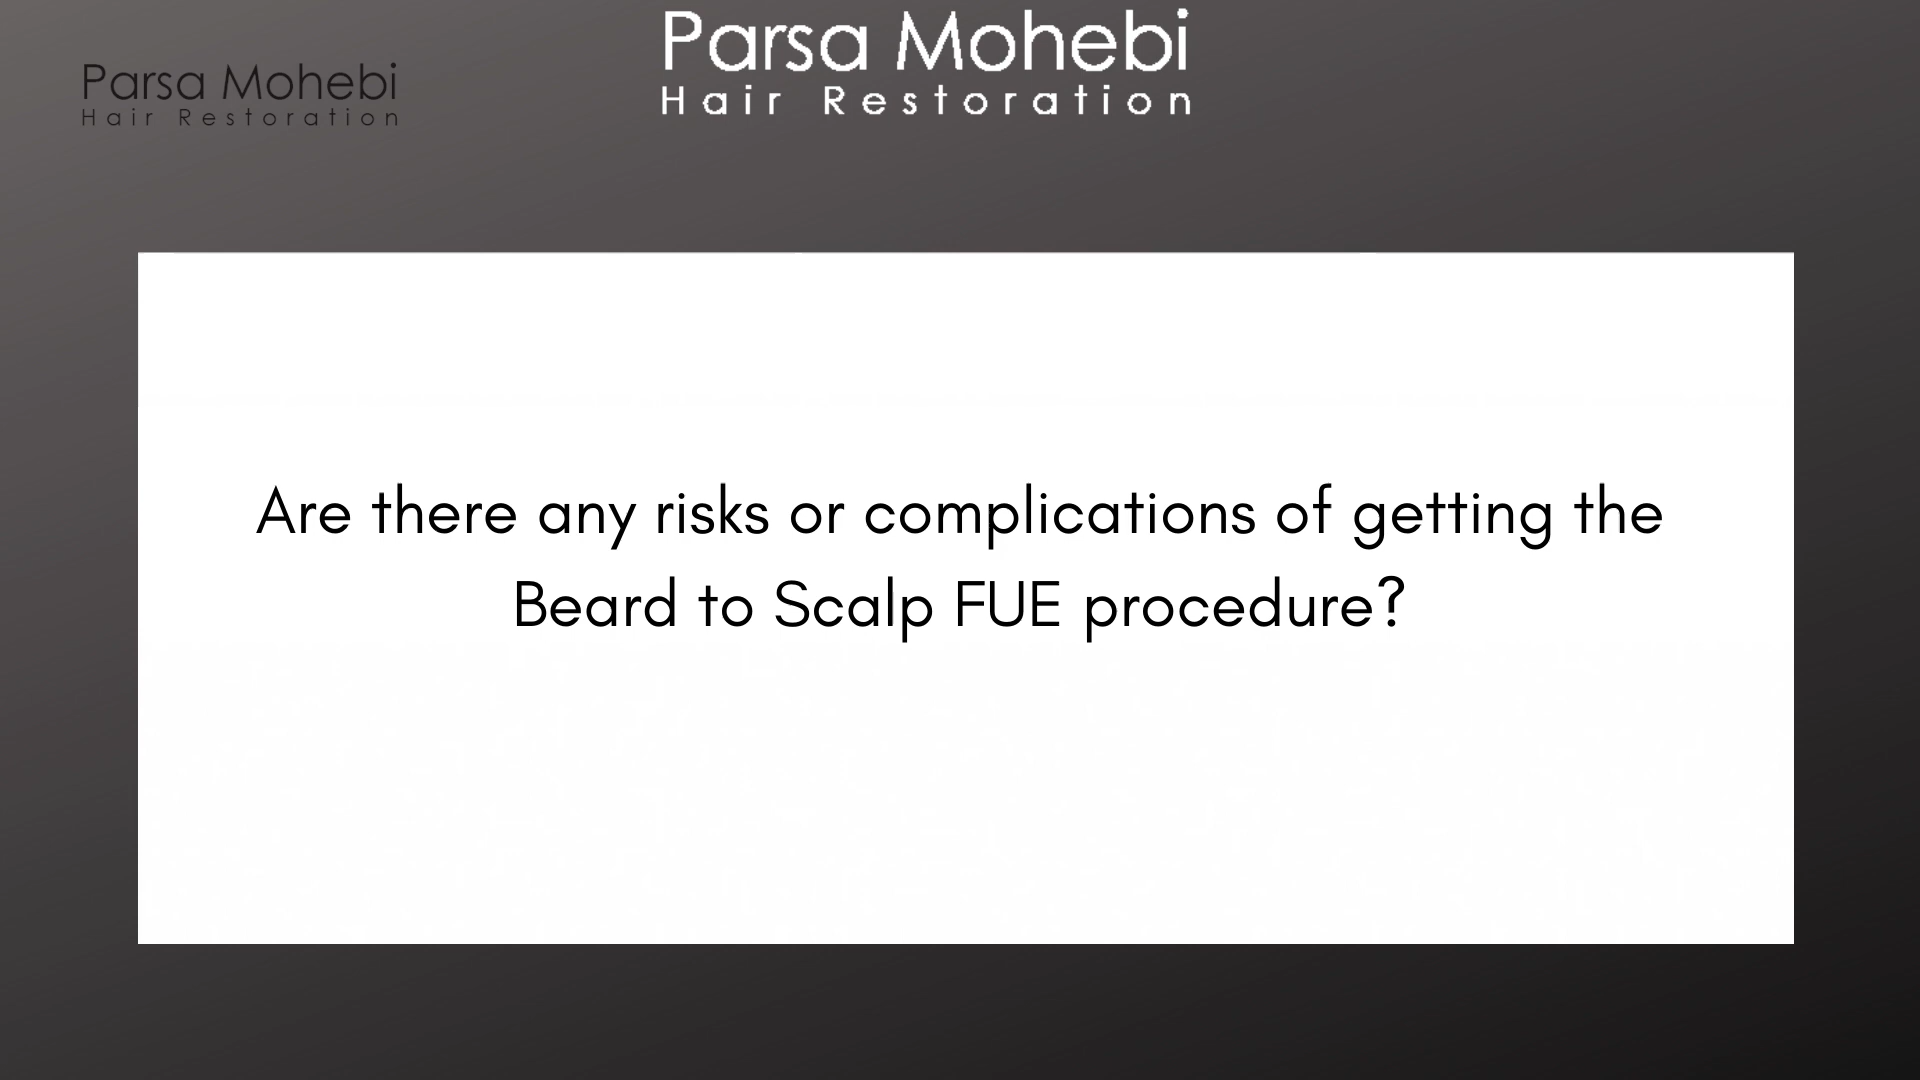 Parsa Mohebi
Hair Restoration
Parsa Mohebi
Hair Restoration
Are there any risks or complications of getting the
Beard to Scalp FUE procedure?